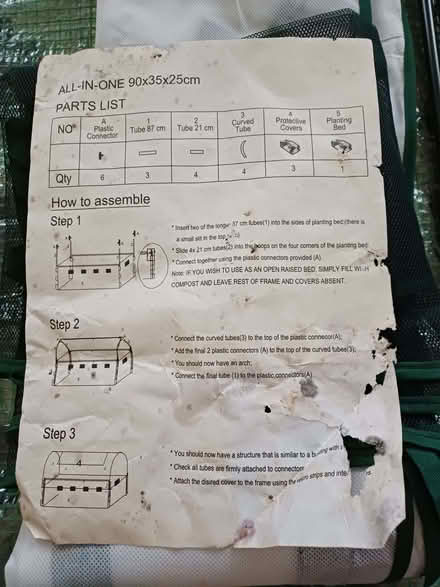 ALL-IN-ONE 90x35x25cm
PARTS LIST
NO A Plastic Connector 1 Tube 87 cm 2 Tube 21 cm 3 Curved Tube 4 Protective Covers 5 Planting Bed
Qty 6 3 4 4 3 1
How to assemble
Step 1
* Insert two of the longer 87 cm tubes(1) into the sides of planting bed(there is
a small slit in the top
* Slide 4x 21 cm tubes(2) into the hoops on the four corners of the planting bed
* Connect together using the plastic connectors provided (A).
Note: IF YOU WISH TO USE AS AN OPEN RAISED BED, SIMPLY FILL WITH
COMPOST AND LEAVE REST OF FRAME AND COVERS ABSENT.
Step 2
* Connect the curved tubes(3) to the top of the plastic connecor(A);
* Add the final 2 plastic connectors (A) to the top of the curved tubes(3);
* You should now have an arch;
* Connect the final tube (1) to the plastic connectors(A)
Step 3
4
* You should now have a structure that is similar to a building with a
* Check all tubes are firmly attached to connectors
* Attach the disired cover to the frame using the strips and